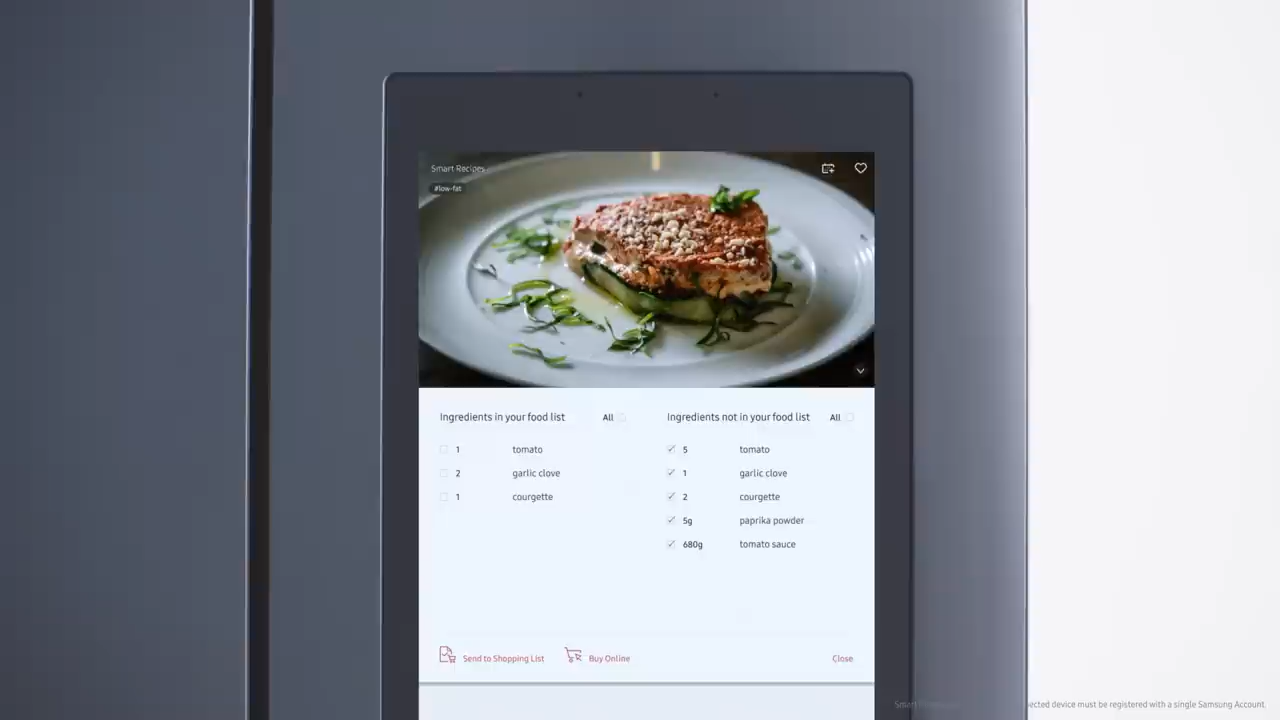 Smart Recipes
#low-fat
Ingredients in your food list All
1 tomato
2 garlic clove
1 courgette
Ingredients not in your food list All
5 tomato
1 garlic clove
2 courgette
5g paprika powder
680g tomato sauce
Send to Shopping List Buy Online Close
device must be registered with a single Samsung Account.